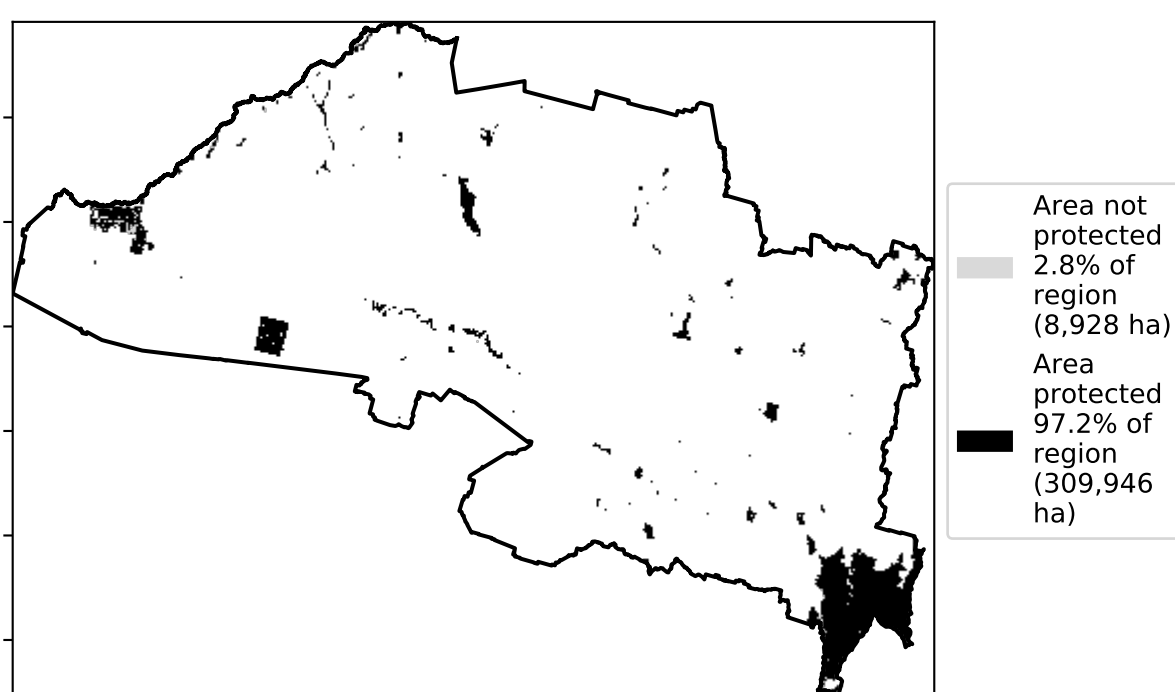 Area not
protected
2.8% of
region
(8,928 ha)
Area
protected
97.2% of
region
(309,946
ha)